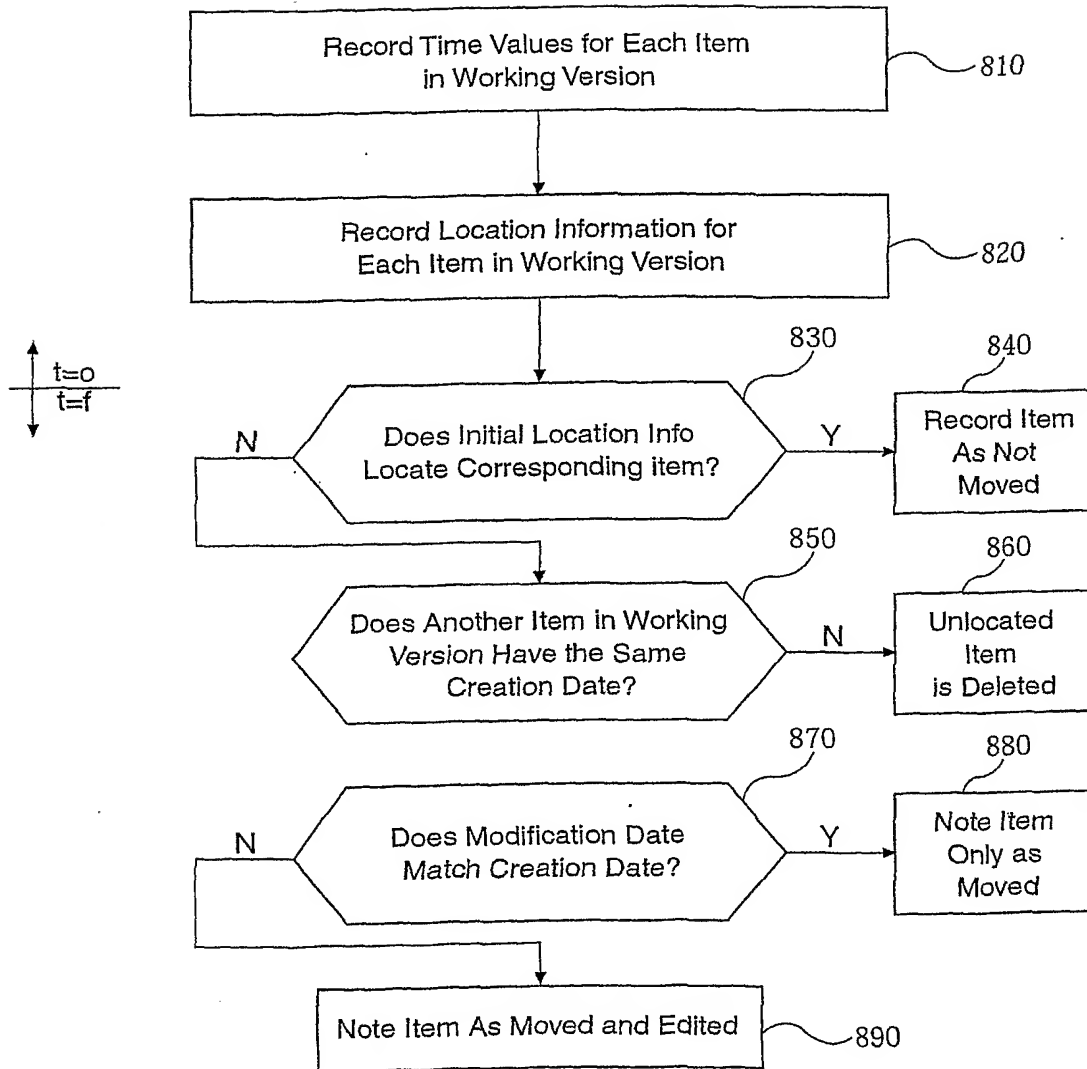 Record Time Values for Each Item
in Working Version
810
Record Location Information for
Each Item in Working Version
820
t=o
t=f
830
Does Initial Location Info
Locate Corresponding item?
N
Y
840
Record Item
As Not
Moved
850
Does Another Item in Working
Version Have the Same
Creation Date?
N
860
Unlocated
Item
is Deleted
870
Does Modification Date
Match Creation Date?
N
Y
880
Note Item
Only as
Moved
Note Item As Moved and Edited
890